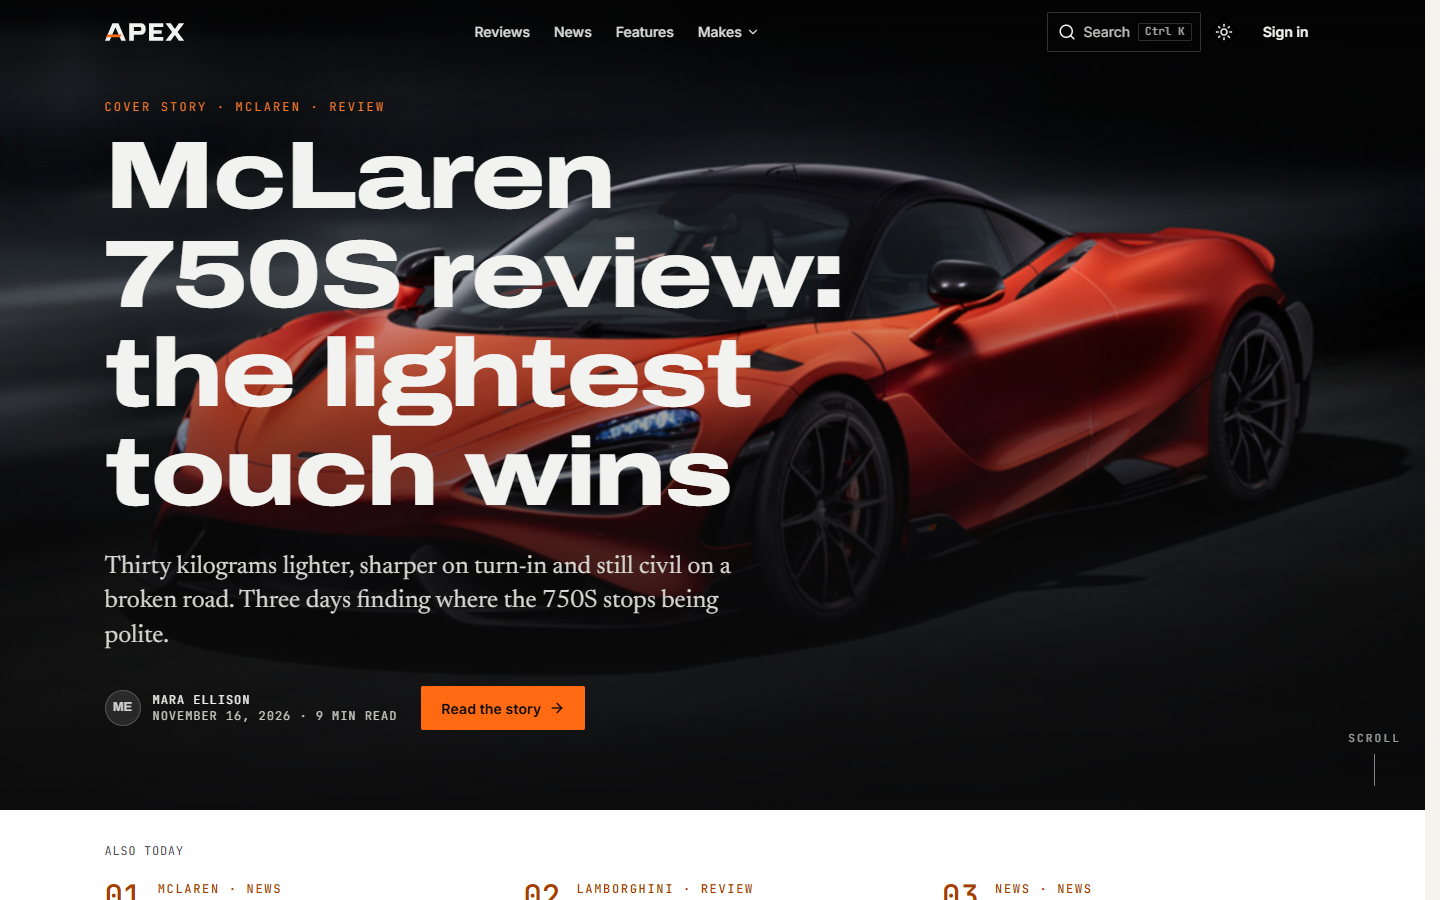 APEX
Reviews News Features Makes
Search Ctrl K
Sign in
COVER STORY · MCLAREN · REVIEW
McLaren
750S review:
the lightest
touch wins
Thirty kilograms lighter, sharper on turn-in and still civil on a
broken road. Three days finding where the 750S stops being
polite.
ME
MARA ELLISON
NOVEMBER 16, 2026 · 9 MIN READ
Read the story
SCROLL
ALSO TODAY
01 MCLAREN · NEWS
02 LAMBORGHINI · REVIEW
03 NEWS · NEWS